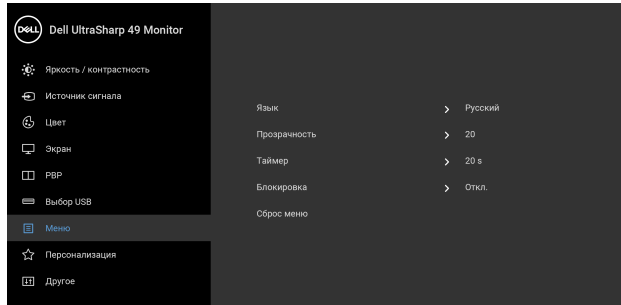 DELL Dell UltraSharp 49 Monitor
Яркость / контрастность
Источник сигнала
Цвет
Экран
PBP
Выбор USB
Меню
Персонализация
Другое
Язык > Русский
Прозрачность > 20
Таймер > 20 s
Блокировка > Откл.
Сброс меню